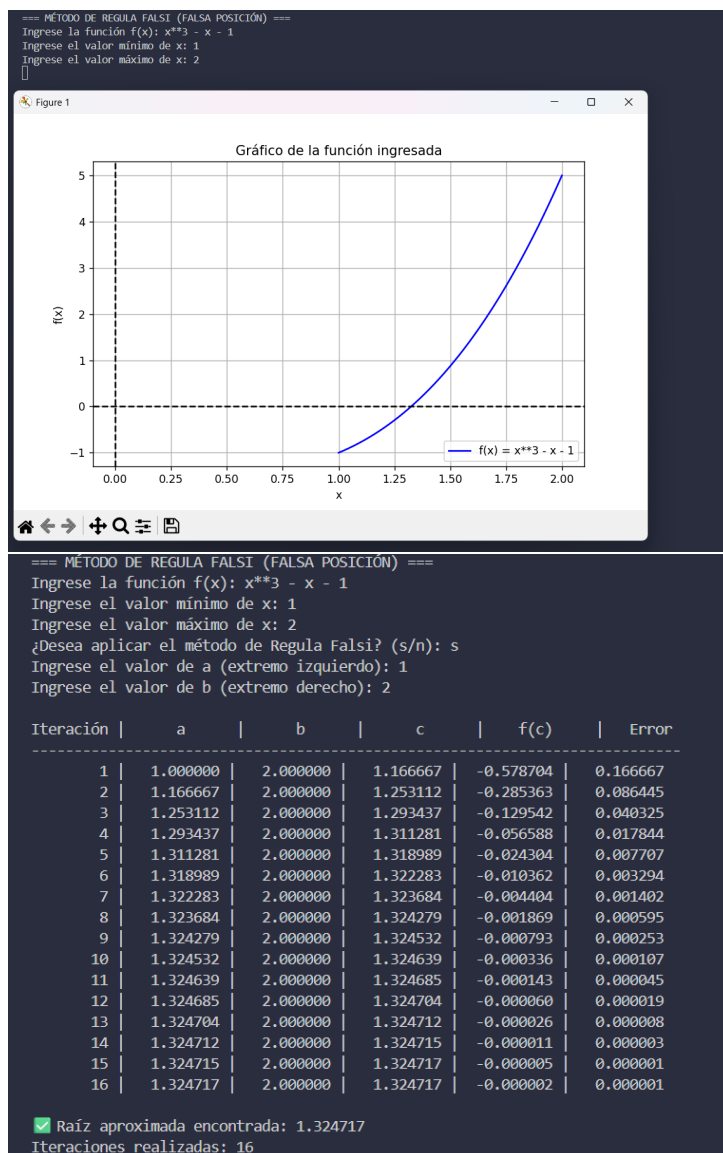 === MÉTODO DE REGULA FALSI (FALSA POSICIÓN) ===
Ingrese la función f(x): x**3 - x - 1
Ingrese el valor mínimo de x: 1
Ingrese el valor máximo de x: 2
Figure 1
Gráfico de la función ingresada
5
4
3
2
1
0
−1
f(x)
f(x) = x**3 - x - 1
0.00 0.25 0.50 0.75 1.00 1.25 1.50 1.75 2.00
x
=== MÉTODO DE REGULA FALSI (FALSA POSICIÓN) ===
Ingrese la función f(x): x**3 - x - 1
Ingrese el valor mínimo de x: 1
Ingrese el valor máximo de x: 2
¿Desea aplicar el método de Regula Falsi? (s/n): s
Ingrese el valor de a (extremo izquierdo): 1
Ingrese el valor de b (extremo derecho): 2
Iteración | a | b | c | f(c) | Error
--------------------------------------------------------------------------------
1 | 1.000000 | 2.000000 | 1.166667 | -0.578704 | 0.166667
2 | 1.166667 | 2.000000 | 1.253112 | -0.285363 | 0.086445
3 | 1.253112 | 2.000000 | 1.293437 | -0.129542 | 0.040325
4 | 1.293437 | 2.000000 | 1.311281 | -0.056588 | 0.017844
5 | 1.311281 | 2.000000 | 1.318989 | -0.024304 | 0.007707
6 | 1.318989 | 2.000000 | 1.322283 | -0.010362 | 0.003294
7 | 1.322283 | 2.000000 | 1.323684 | -0.004404 | 0.001402
8 | 1.323684 | 2.000000 | 1.324279 | -0.001869 | 0.000595
9 | 1.324279 | 2.000000 | 1.324532 | -0.000793 | 0.000253
10 | 1.324532 | 2.000000 | 1.324639 | -0.000336 | 0.000107
11 | 1.324639 | 2.000000 | 1.324685 | -0.000143 | 0.000045
12 | 1.324685 | 2.000000 | 1.324704 | -0.000060 | 0.000019
13 | 1.324704 | 2.000000 | 1.324712 | -0.000026 | 0.000008
14 | 1.324712 | 2.000000 | 1.324715 | -0.000011 | 0.000003
15 | 1.324715 | 2.000000 | 1.324717 | -0.000005 | 0.000001
16 | 1.324717 | 2.000000 | 1.324717 | -0.000002 | 0.000001
✅ Raíz aproximada encontrada: 1.324717
Iteraciones realizadas: 16